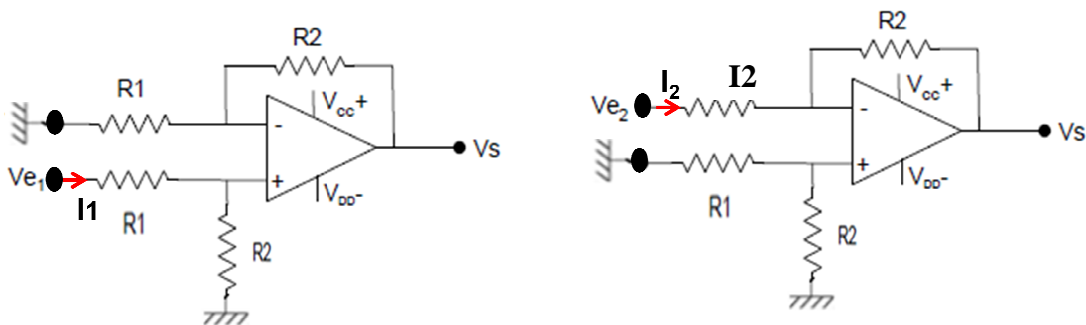 R2
R1
Vcc+
-
Vs
Ve1
+
I1
VDD-
R1
R2
R2
I2
I2
Vcc+
Ve2
-
Vs
+
VDD-
R1
R2